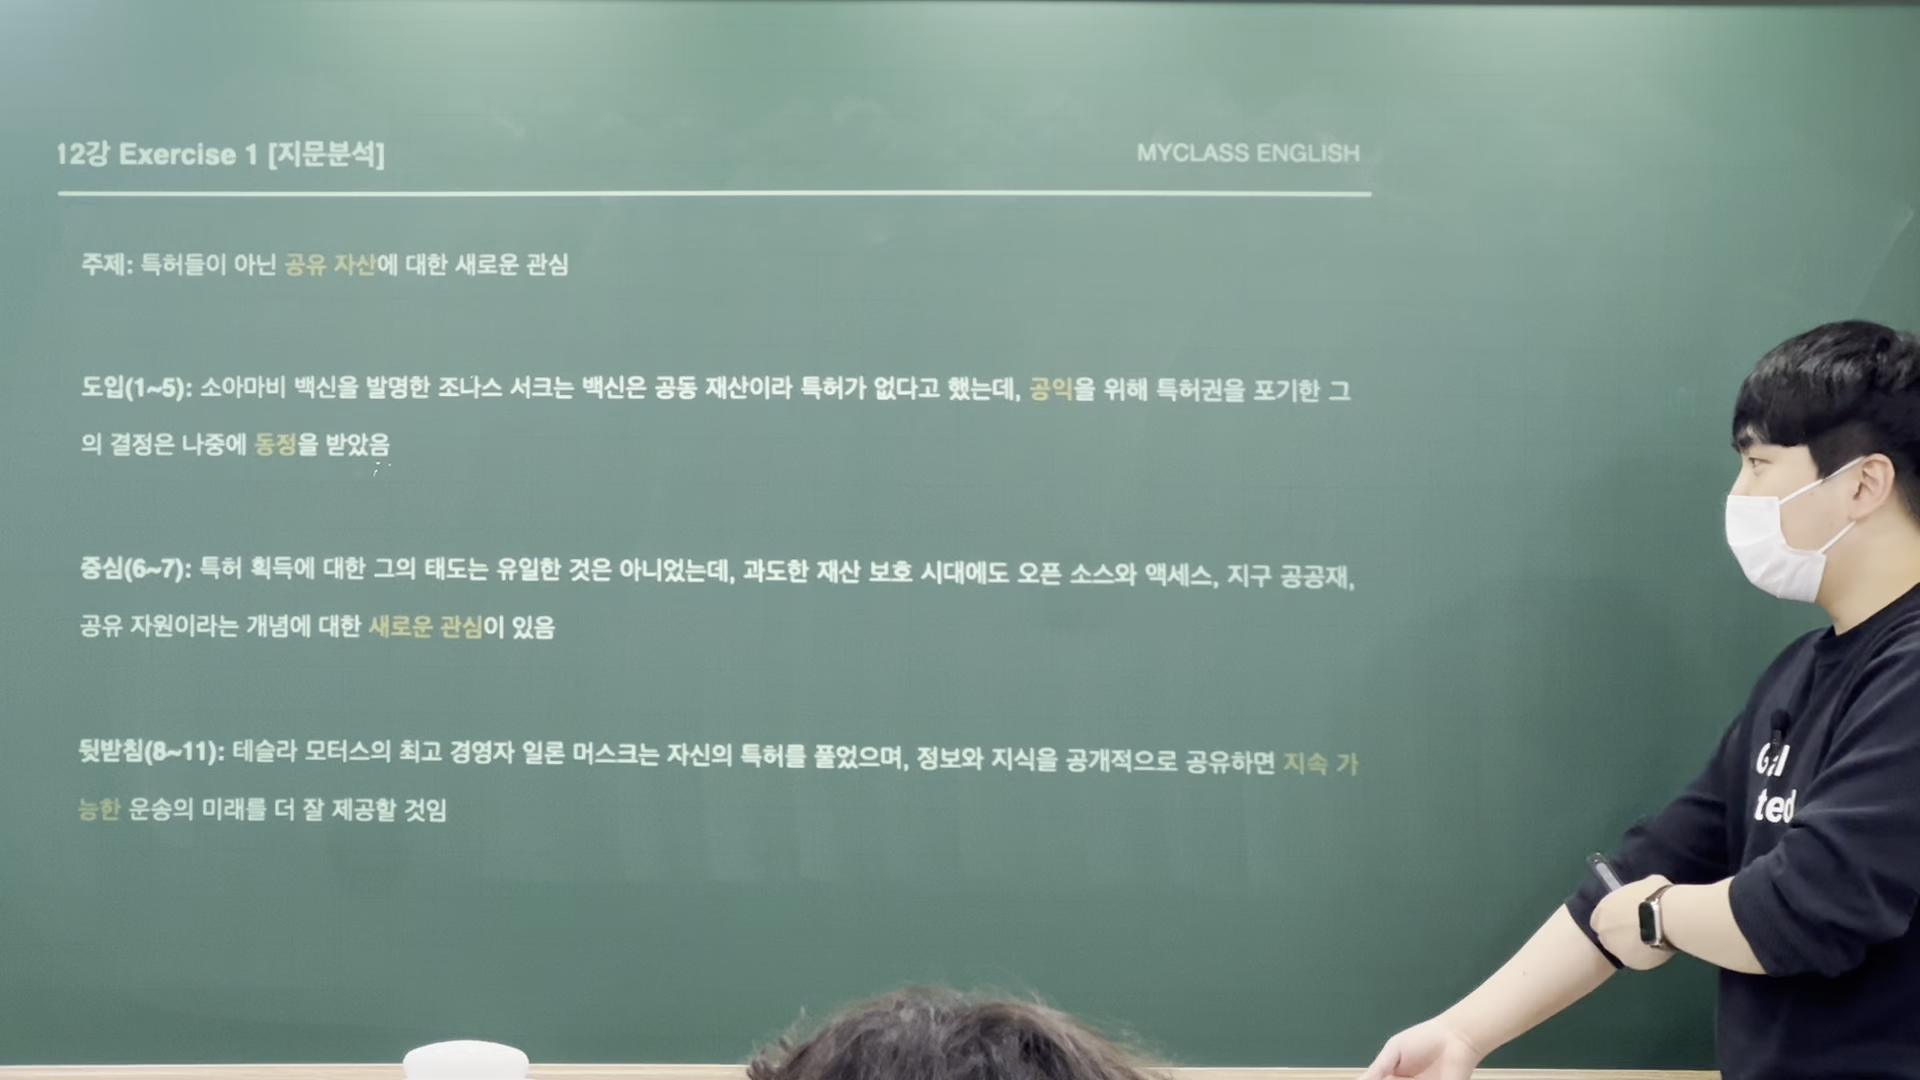 12강 Exercise 1 [지문분석]
MYCLASS ENGLISH
주제: 특허들이 아닌 공유 자산에 대한 새로운 관심
도입(1~5): 소아마비 백신을 발명한 조나스 서크는 백신은 공동 재산이라 특허가 없다고 했는데, 공익을 위해 특허권을 포기한 그
의 결정은 나중에 동정을 받았음
중심(6~7): 특허 획득에 대한 그의 태도는 유일한 것은 아니었는데, 과도한 재산 보호 시대에도 오픈 소스와 액세스, 지구 공공재,
공유 자원이라는 개념에 대한 새로운 관심이 있음
뒷받침(8~11): 테슬라 모터스의 최고 경영자 일론 머스크는 자신의 특허를 풀었으며, 정보와 지식을 공개적으로 공유하면 지속 가
능한 운송의 미래를 더 잘 제공할 것임
ted